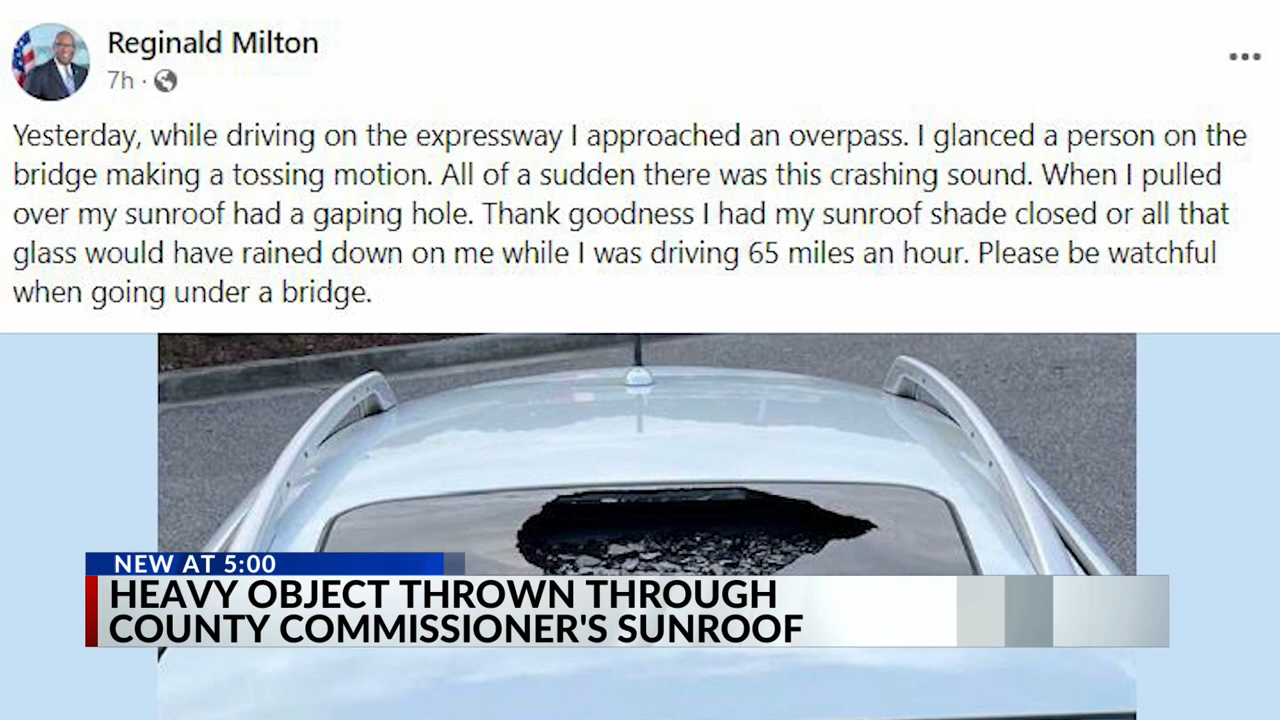 Reginald Milton
7h ·
Yesterday, while driving on the expressway I approached an overpass. I glanced a person on the
bridge making a tossing motion. All of a sudden there was this crashing sound. When I pulled
over my sunroof had a gaping hole. Thank goodness I had my sunroof shade closed or all that
glass would have rained down on me while I was driving 65 miles an hour. Please be watchful
when going under a bridge.
NEW AT 5:00
HEAVY OBJECT THROWN THROUGH
COUNTY COMMISSIONER'S SUNROOF